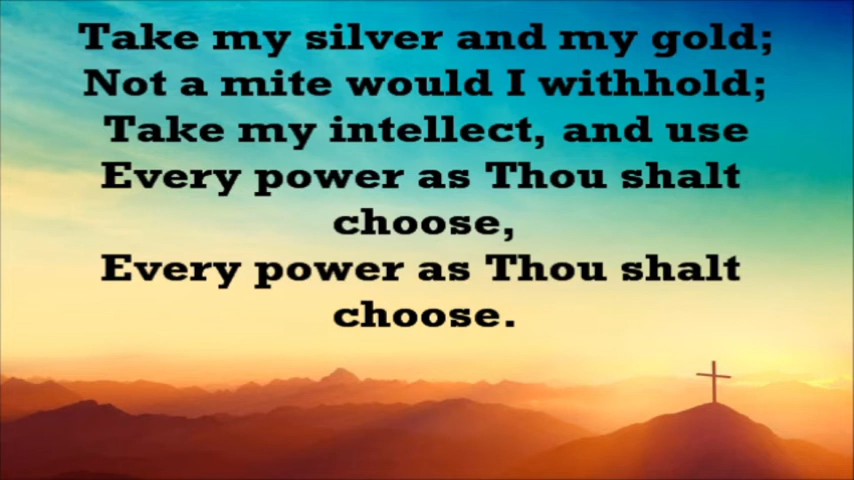 Take my silver and my gold;
Not a mite would I withhold;
Take my intellect, and use
Every power as Thou shalt
choose,
Every power as Thou shalt
choose.